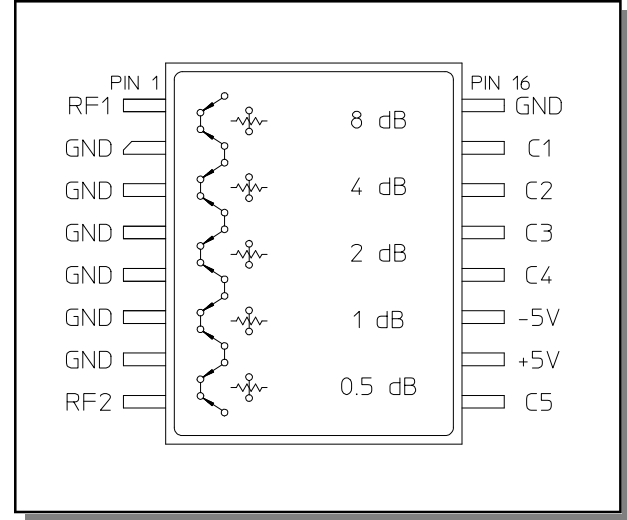 PIN 1
PIN 16
RF1
8 dB
GND
GND
C1
GND
4 dB
C2
GND
2 dB
C3
GND
C4
GND
1 dB
-5V
GND
+5V
RF2
0.5 dB
C5